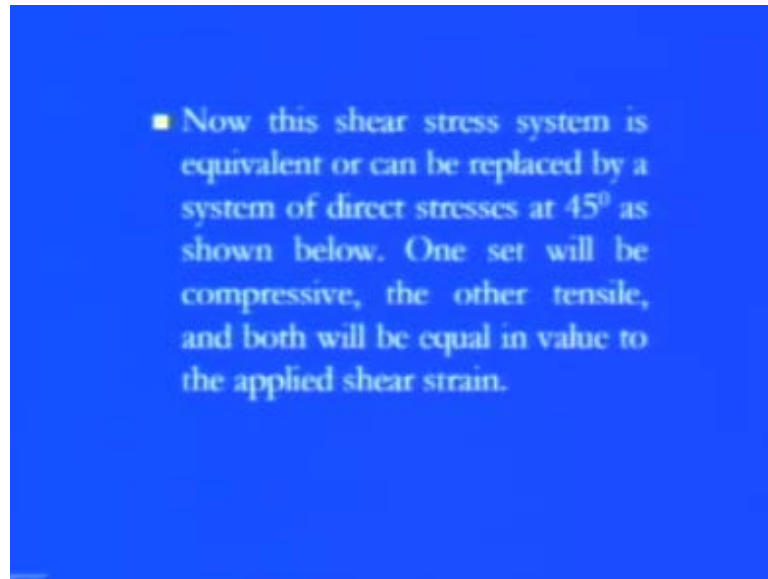 Now this shear stress system is
equivalent or can be replaced by a
system of direct stresses at 45⁰ as
shown below. One set will be
compressive, the other tensile,
and both will be equal in value to
the applied shear strain.